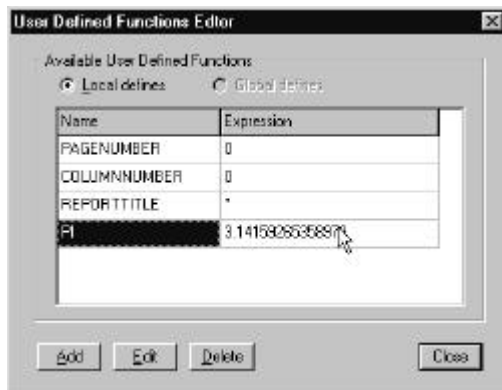 User Defined Functions Editor
Available User Defined Functions
Local defines Global defines
Name Expression
PAGENUMBER 0
COLUMNNUMBER 0
REPORTTITLE "
PI 3.14159265358979
Add Edit Delete Close